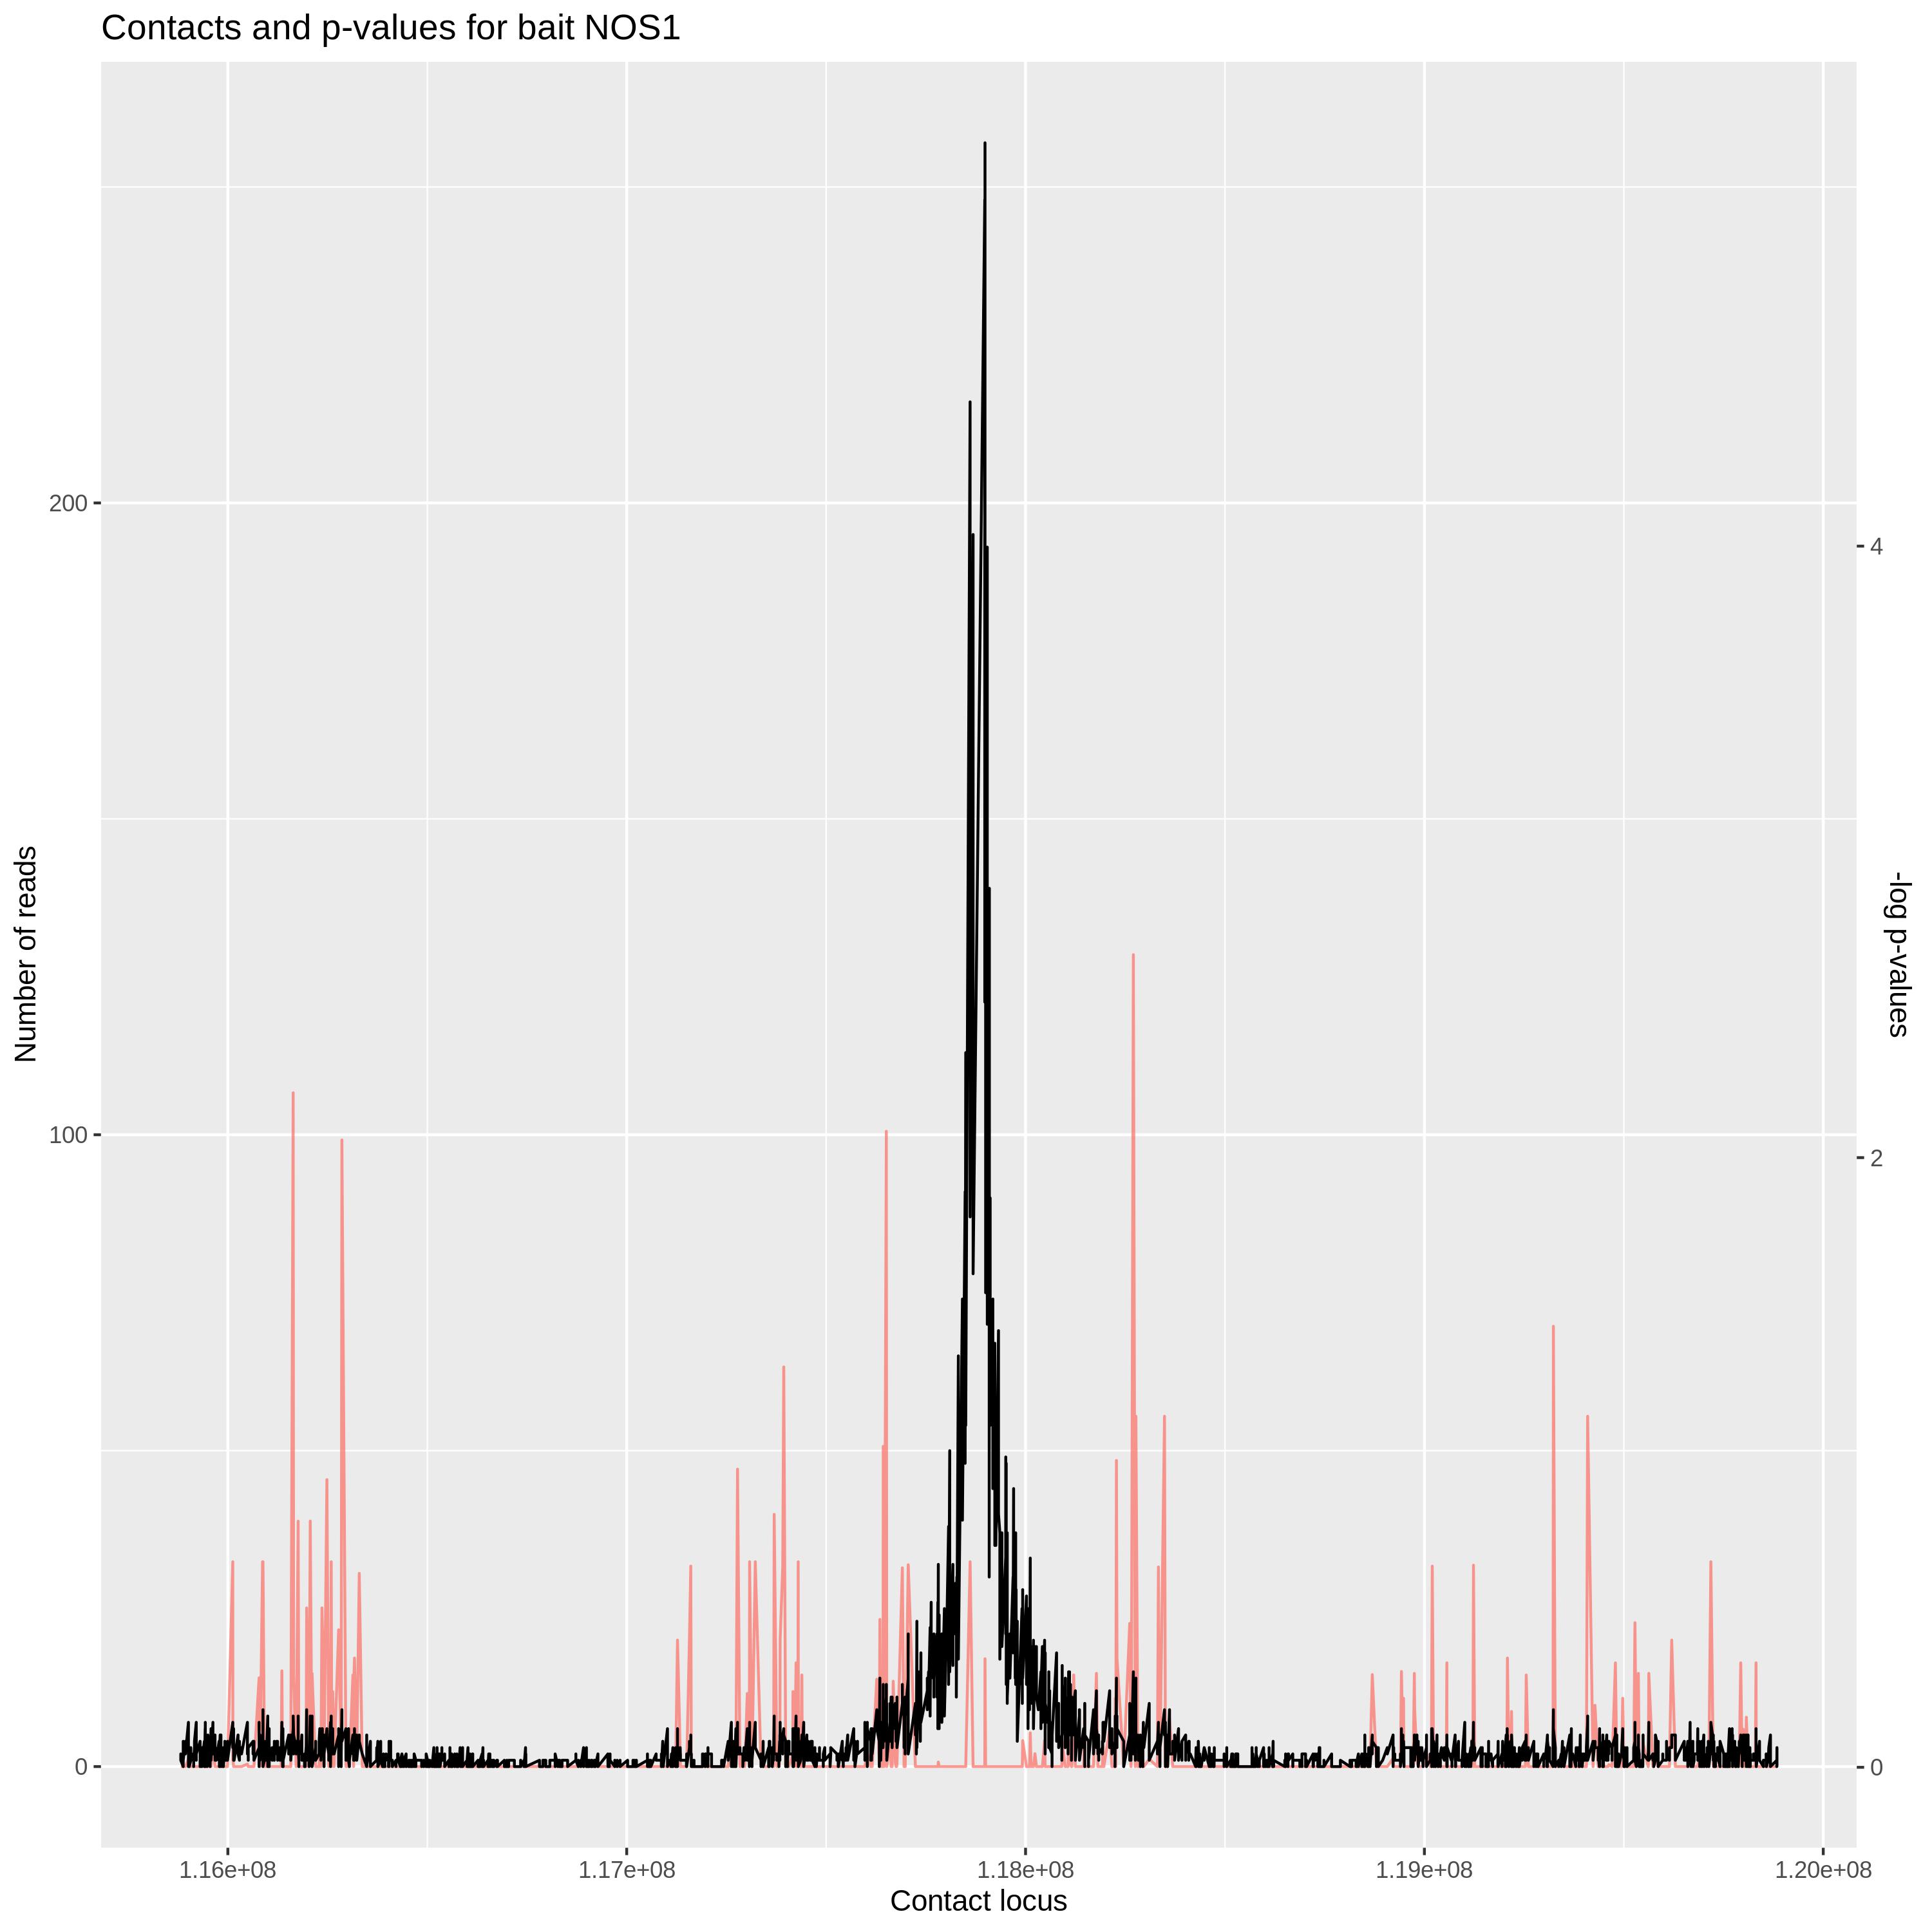 Contacts and p-values for bait NOS1
Number of reads
200
100
0
4
2
0
-log p-values
1.16e+08
1.17e+08
1.18e+08
1.19e+08
1.20e+08
Contact locus